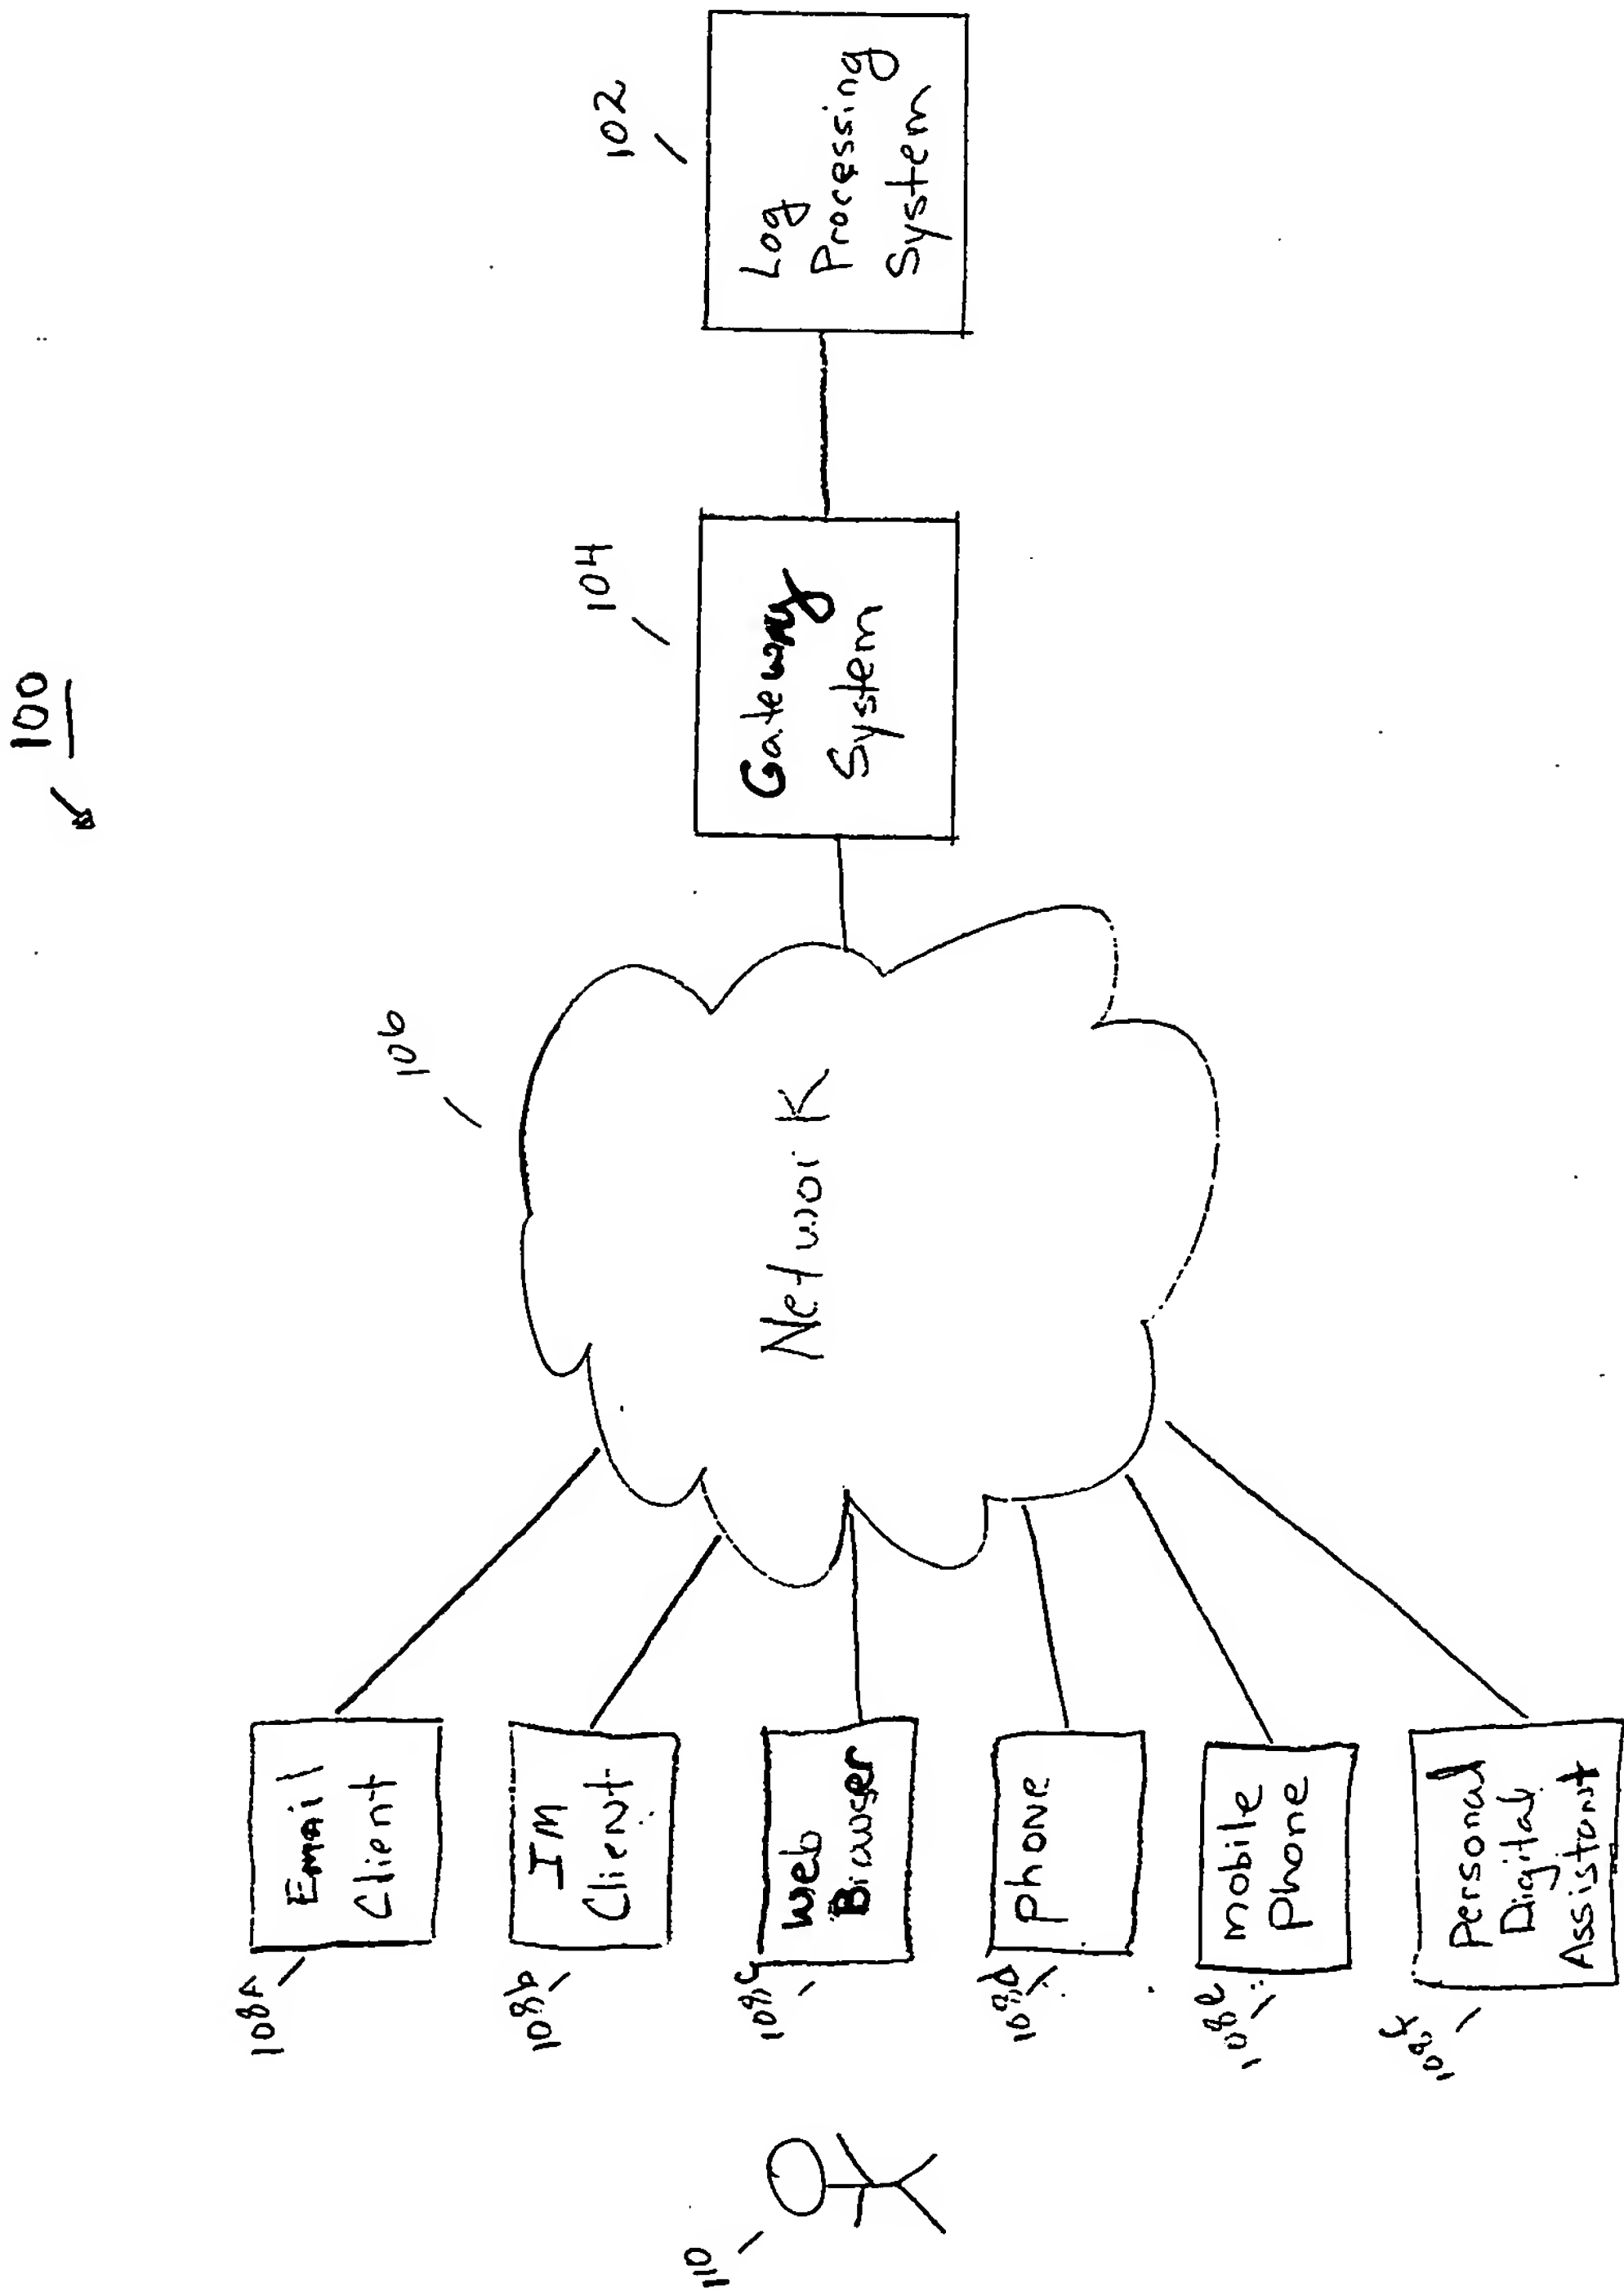 100
102
Log
Processing
System
104
Gateway
System
106
Network
108A
Email
Client
108b
IM
Client
108c
Web
Browser
108d
phone
108e
mobile
phone
108f
Personal
Digital
Assistant
110